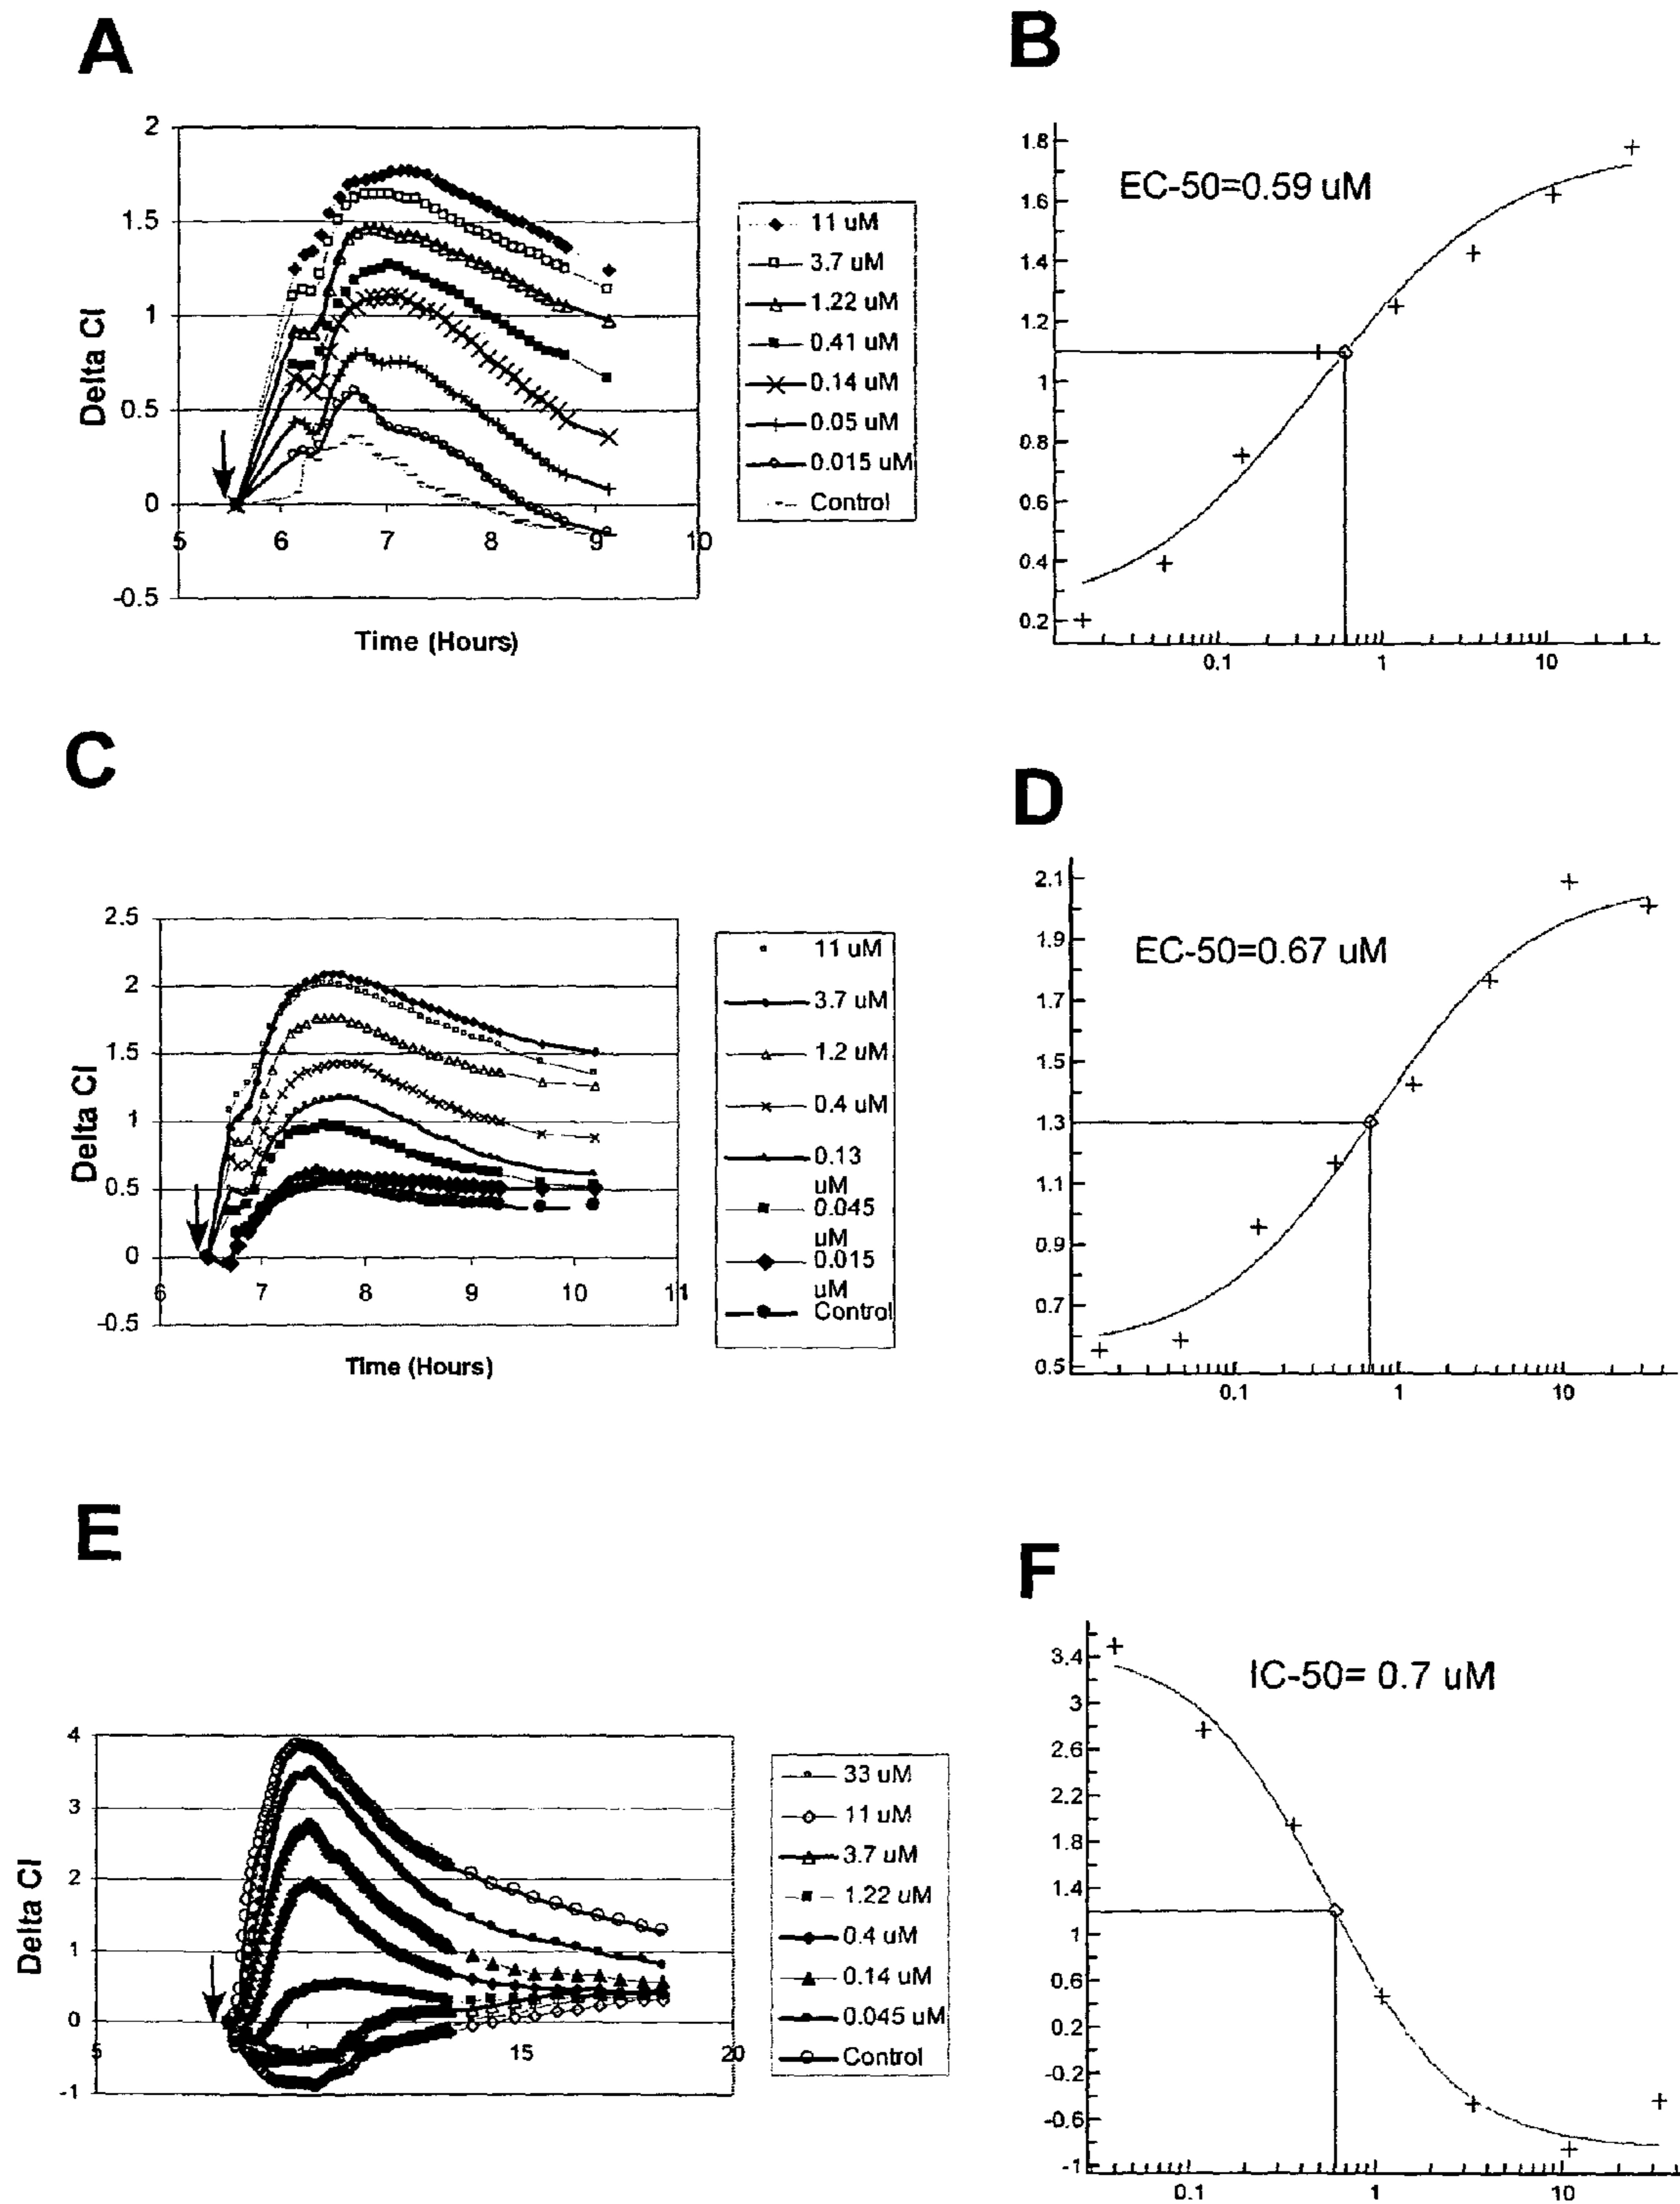 A
2
1.5
1
0.5
0
-0.5
5 6 7 8 9 10
Delta CI
Time (Hours)
11 uM
3.7 uM
1.22 uM
0.41 uM
0.14 uM
0.05 uM
0.015 uM
Control
B
EC-50=0.59 uM
1.8
1.6
1.4
1.2
1
0.8
0.6
0.4
0.2
0.1 1 10
C
2.5
2
1.5
1
0.5
0
-0.5
6 7 8 9 10 11
Delta CI
Time (Hours)
11 uM
3.7 uM
1.2 uM
0.4 uM
0.13
uM
0.045
uM
0.015
uM
Control
D
EC-50=0.67 uM
2.1
1.9
1.7
1.5
1.3
1.1
0.9
0.7
0.5
0.1 1 10
E
4
3
2
1
0
-1
5 10 15 20
Delta CI
33 uM
11 uM
3.7 uM
1.22 uM
0.4 uM
0.14 uM
0.045 uM
Control
F
IC-50= 0.7 uM
3.4
3
2.6
2.2
1.8
1.4
1
0.6
0.2
-0.2
-0.6
-1
0.1 1 10